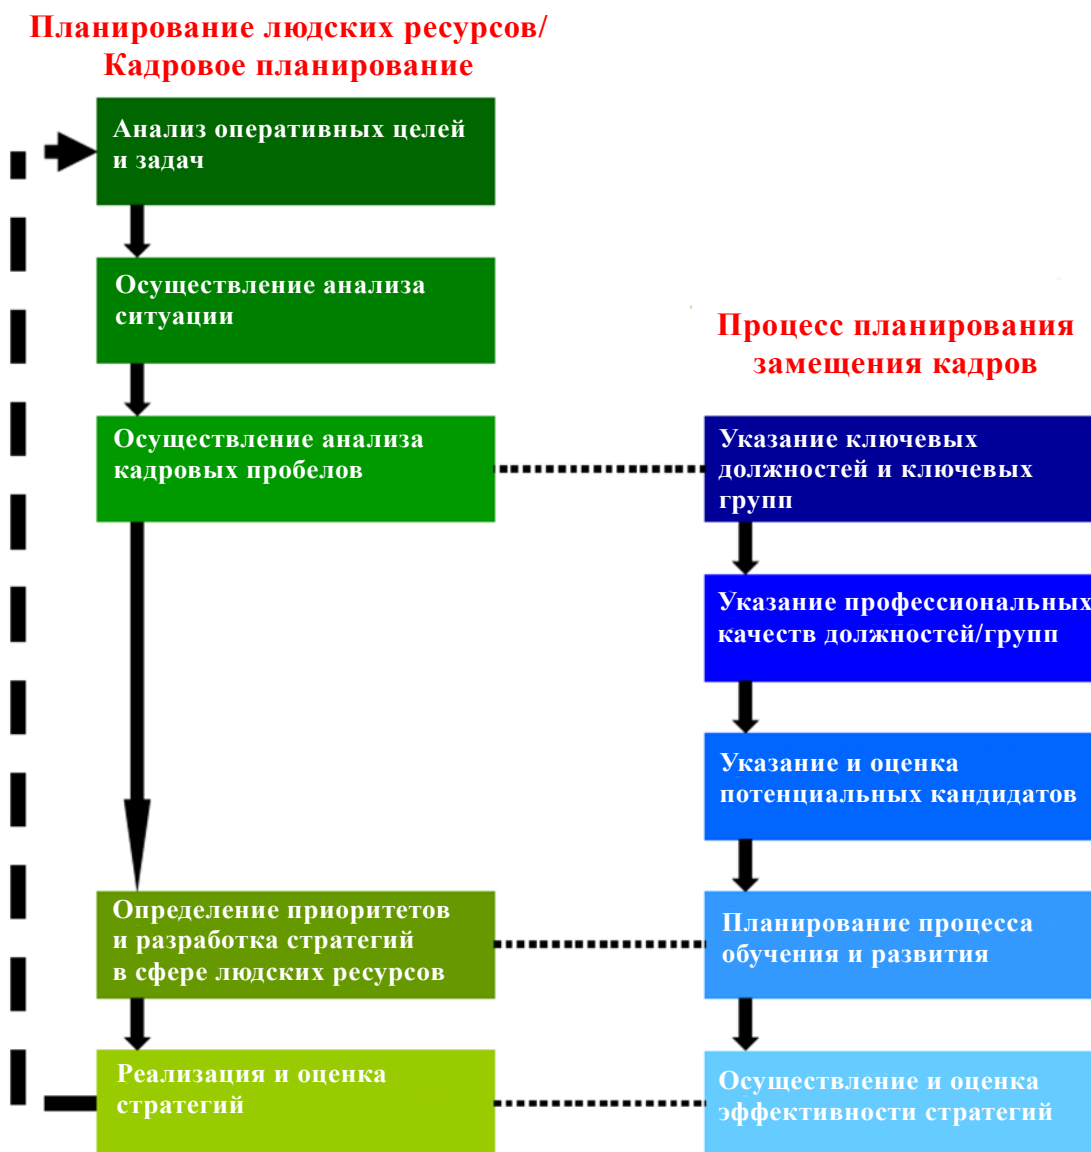 Планирование людских ресурсов/
Кадровое планирование
Анализ оперативных целей
и задач
Осуществление анализа
ситуации
Осуществление анализа
кадровых пробелов
Определение приоритетов
и разработка стратегий
в сфере людских ресурсов
Реализация и оценка
стратегий
Процесс планирования
замещения кадров
Указание ключевых
должностей и ключевых
групп
Указание профессиональных
качеств должностей/групп
Указание и оценка
потенциальных кандидатов
Планирование процесса
обучения и развития
Осуществление и оценка
эффективности стратегий